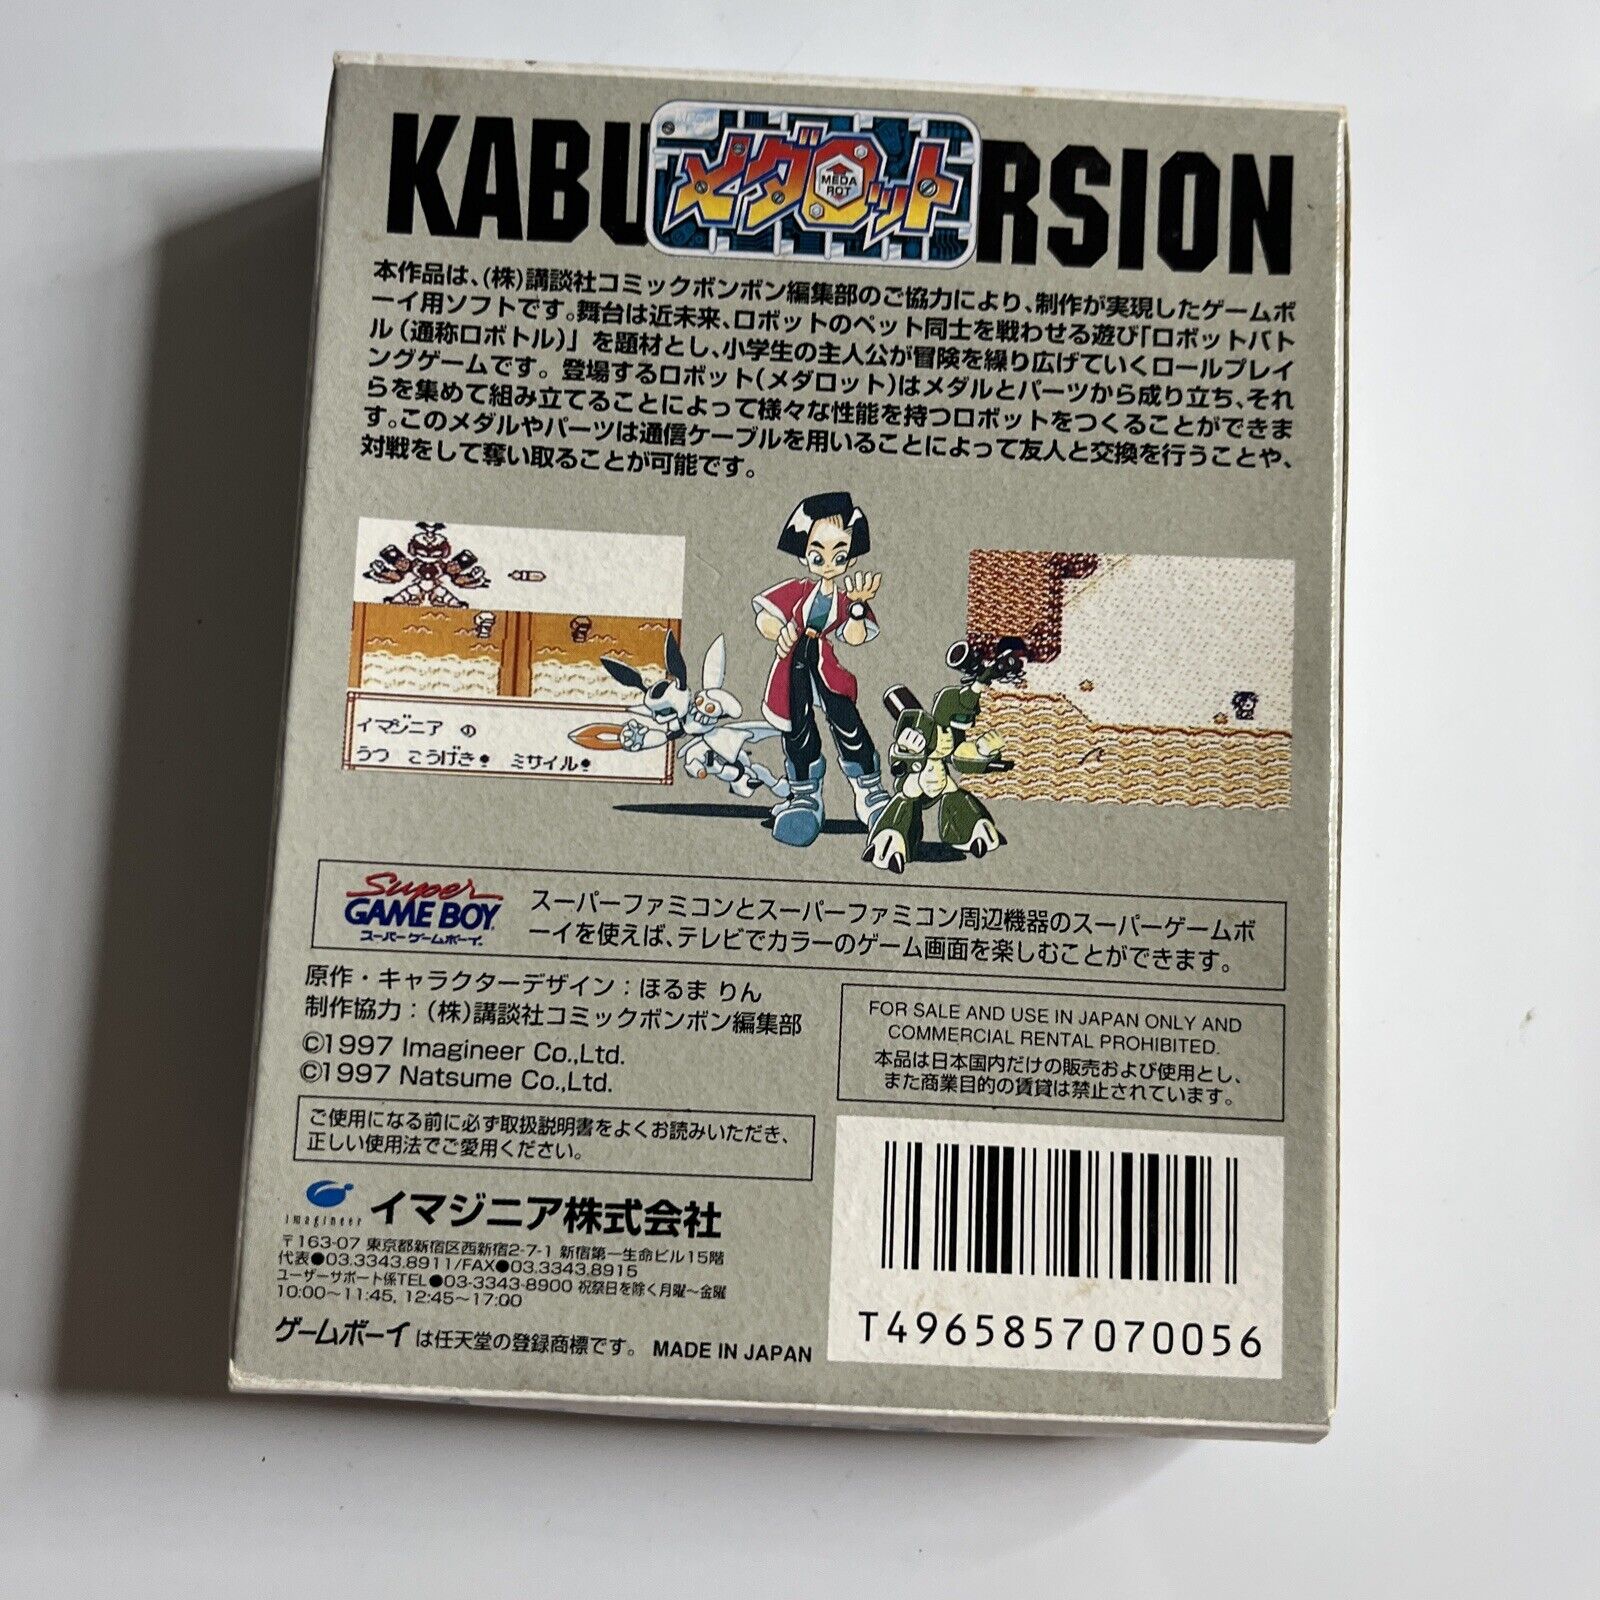 KABU
メダロット
MEDA
ROT
RSION
本作品は、(株)講談社コミックボンボン編集部のご協力により、制作が実現したゲームボ
ーイ用ソフトです。舞台は近未来、ロボットのペット同士を戦わせる遊び「ロボットバト
ル(通称ロボトル)」を題材とし、小学生の主人公が冒険を繰り広げていくロールプレイ
ングゲームです。登場するロボット(メダロット)はメダルとパーツから成り立ち、それ
らを集めて組み立てることによって様々な性能を持つロボットをつくることができま
す。このメダルやパーツは通信ケーブルを用いることによって友人と交換を行うことや、
対戦をして奪い取ることが可能です。
イマジニア の
うつ こうげき! ミサイル!
Super
GAME BOY
スーパーゲームボーイ
スーパーファミコンとスーパーファミコン周辺機器のスーパーゲームボ
ーイを使えば、テレビでカラーのゲーム画面を楽しむことができます。
原作・キャラクターデザイン：ほるま りん
制作協力：(株)講談社コミックボンボン編集部
©1997 Imagineer Co.,Ltd.
©1997 Natsume Co.,Ltd.
FOR SALE AND USE IN JAPAN ONLY AND
COMMERCIAL RENTAL PROHIBITED.
本品は日本国内だけの販売および使用とし、
また商業目的の賃貸は禁止されています。
ご使用になる前に必ず取扱説明書をよくお読みいただき、
正しい使用法でご愛用ください。
imagineer
イマジニア株式会社
〒163-07 東京都新宿区西新宿2-7-1 新宿第一生命ビル15階
代表●03.3343.8911/FAX●03.3343.8915
ユーザーサポート係TEL●03-3343-8900 祝祭日を除く月曜～金曜
10:00～11:45, 12:45～17:00
ゲームボーイ は任天堂の登録商標です。 MADE IN JAPAN
T4965857070056